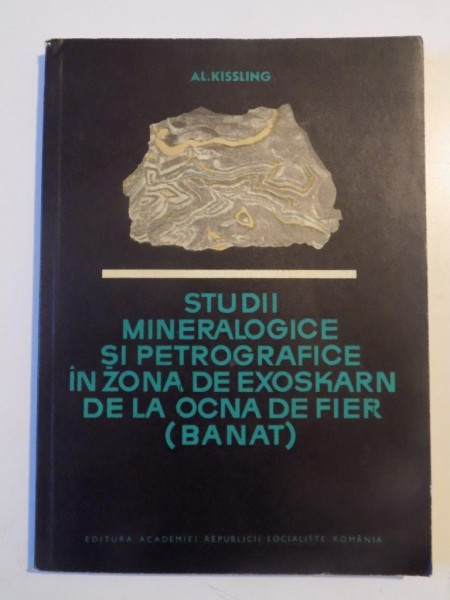 AL.KISSLING
STUDII
MINERALOGICE
ȘI PETROGRAFICE
ÎN ZONA DE EXOSKARN
DE LA OCNA DE FIER
(BANAT)
EDITURA ACADEMIEI REPUBLICII SOCIALISTE ROMÂNIA